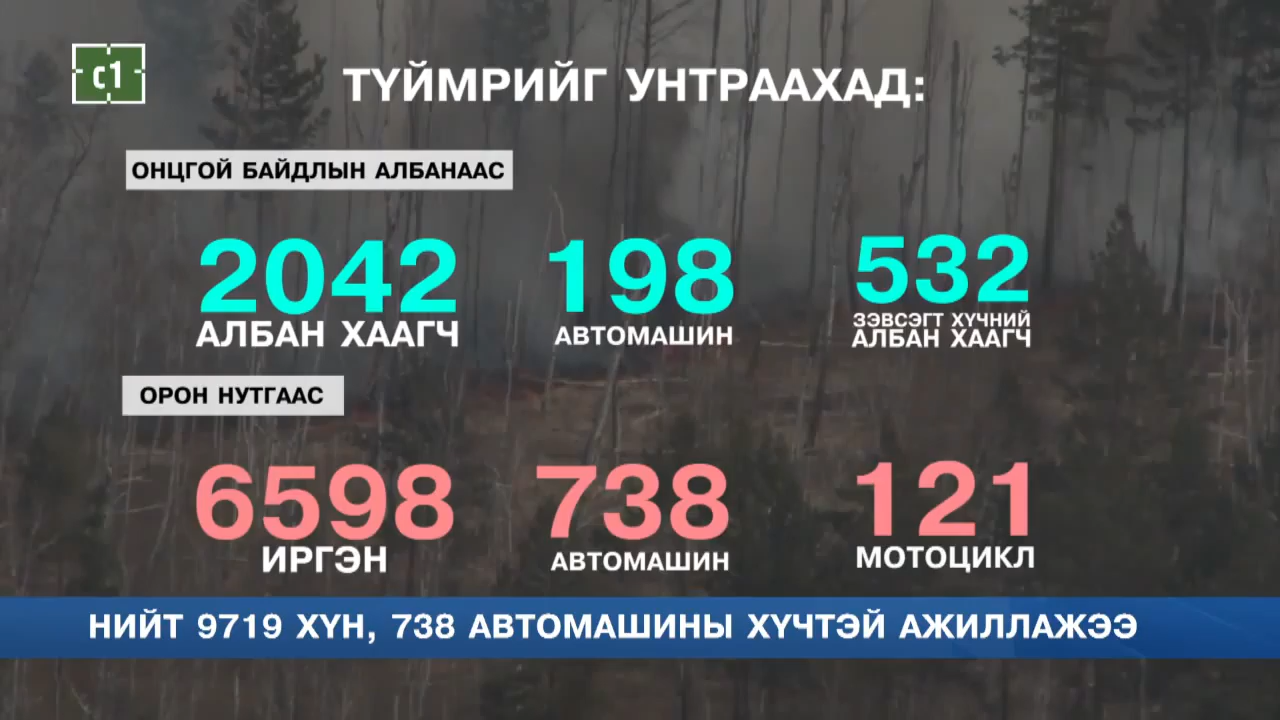 c1
ТҮЙМРИЙГ УНТРААХАД:
ОНЦГОЙ БАЙДЛЫН АЛБАНААС
2042 198 532
АЛБАН ХААГЧ АВТОМАШИН ЗЭВСЭГТ ХҮЧНИЙ
АЛБАН ХААГЧ
ОРОН НУТГААС
6598 738 121
ИРГЭН АВТОМАШИН МОТОЦИКЛ
НИЙТ 9719 ХҮН, 738 АВТОМАШИНЫ ХҮЧТЭЙ АЖИЛЛАЖЭЭ